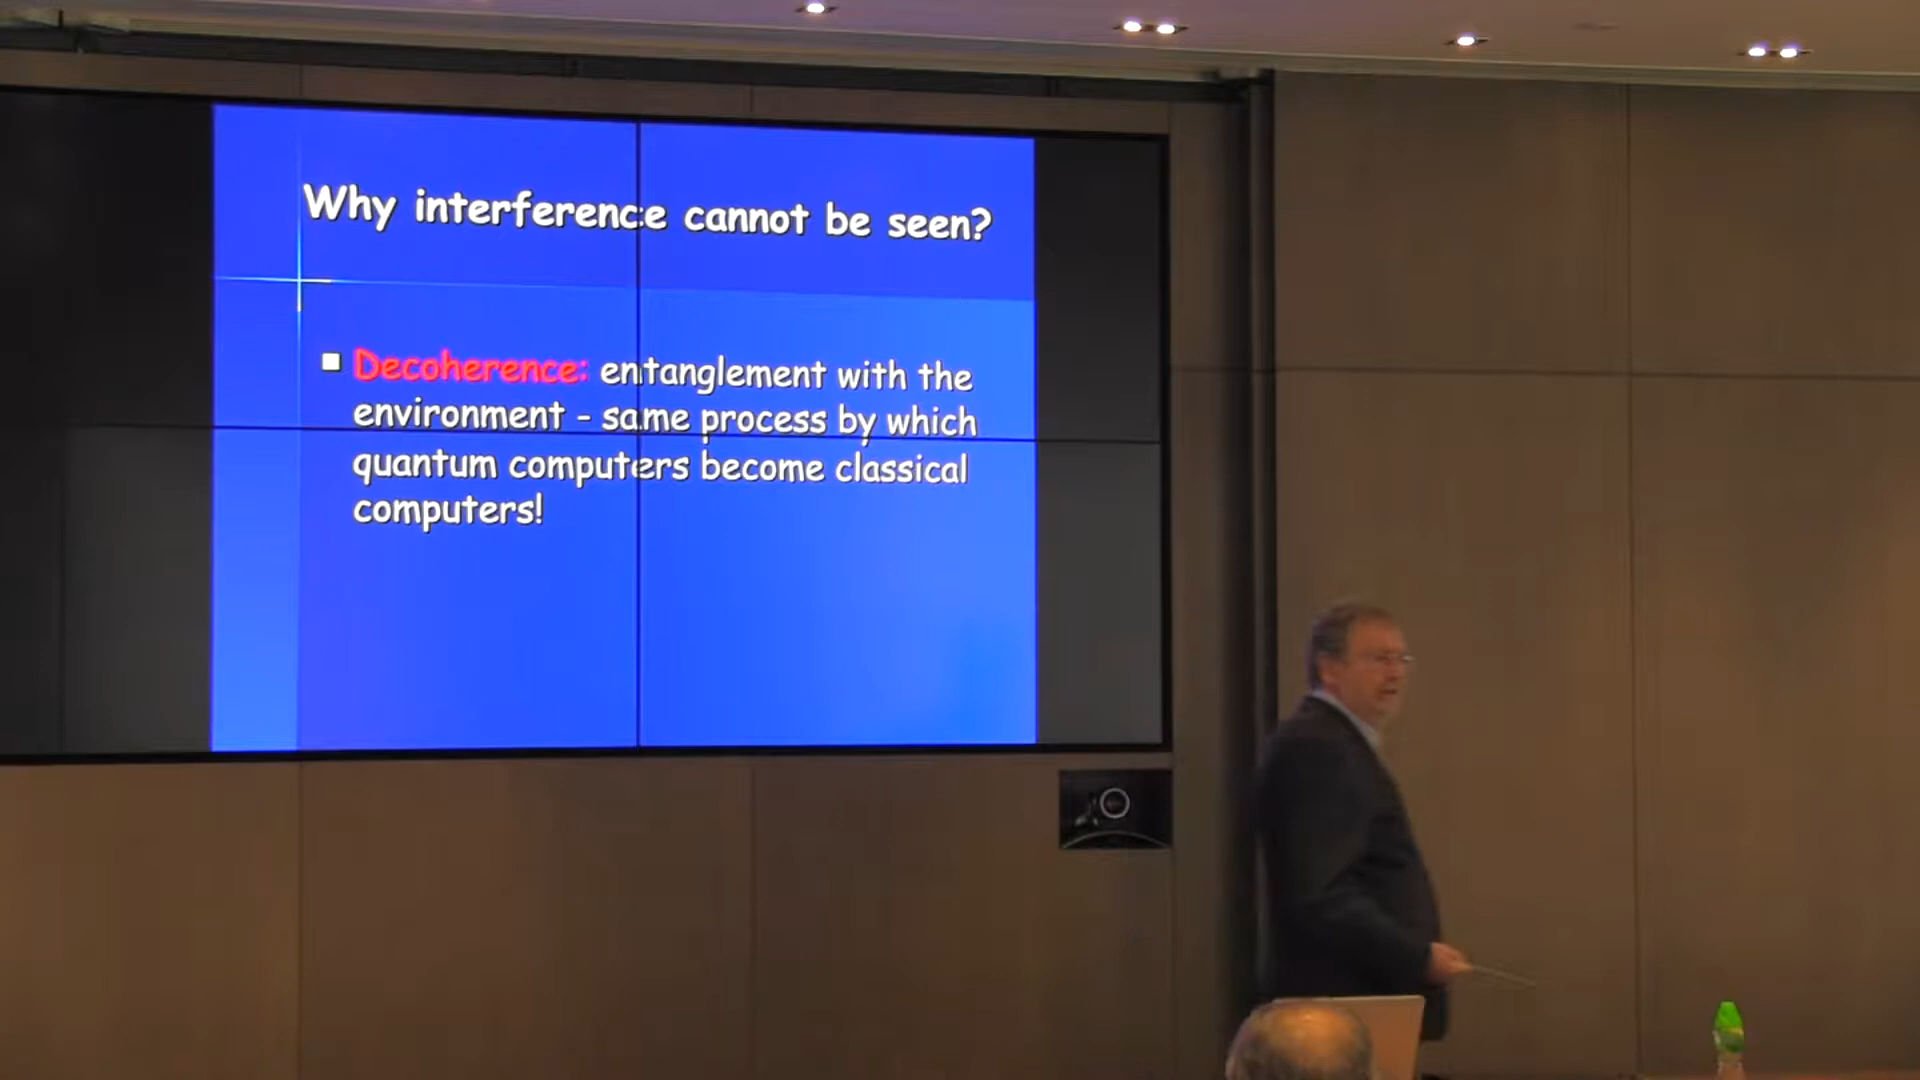 Why interference cannot be seen?
Decoherence: entanglement with the
environment - same process by which
quantum computers become classical
computers!